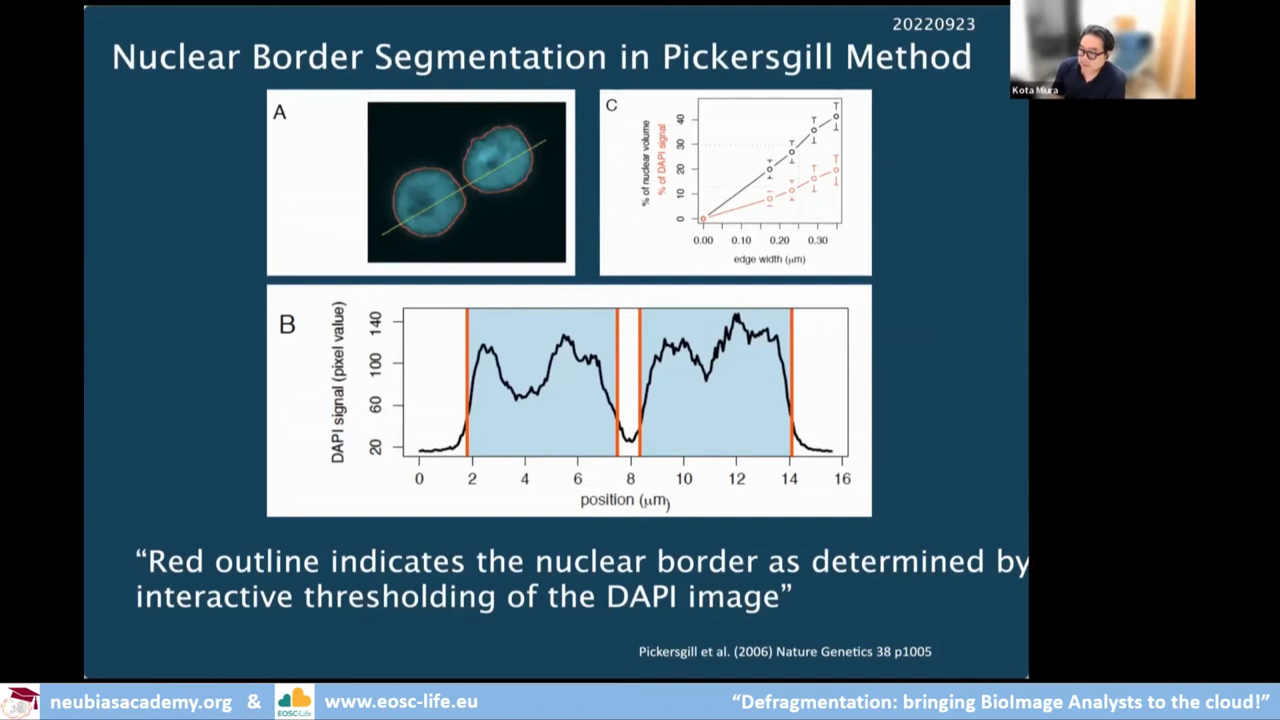 20220923
Nuclear Border Segmentation in Pickersgill Method
Kota Miura
A
C
% of nuclear volume
% of DAPI signal
40
30
20
10
0
0.00 0.10 0.20 0.30
edge width (μm)
B
DAPI signal (pixel value)
140
100
60
20
0 2 4 6 8 10 12 14 16
position (μm)
“Red outline indicates the nuclear border as determined by
interactive thresholding of the DAPI image”
Pickersgill et al. (2006) Nature Genetics 38 p1005
neubiasacademy.org & EOSC-Life www.eosc-life.eu “Defragmentation: bringing BioImage Analysts to the cloud!”